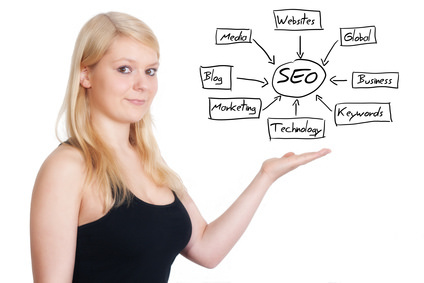 Websites
Media
Global
Blog
SEO
Business
Marketing
Keywords
Technology